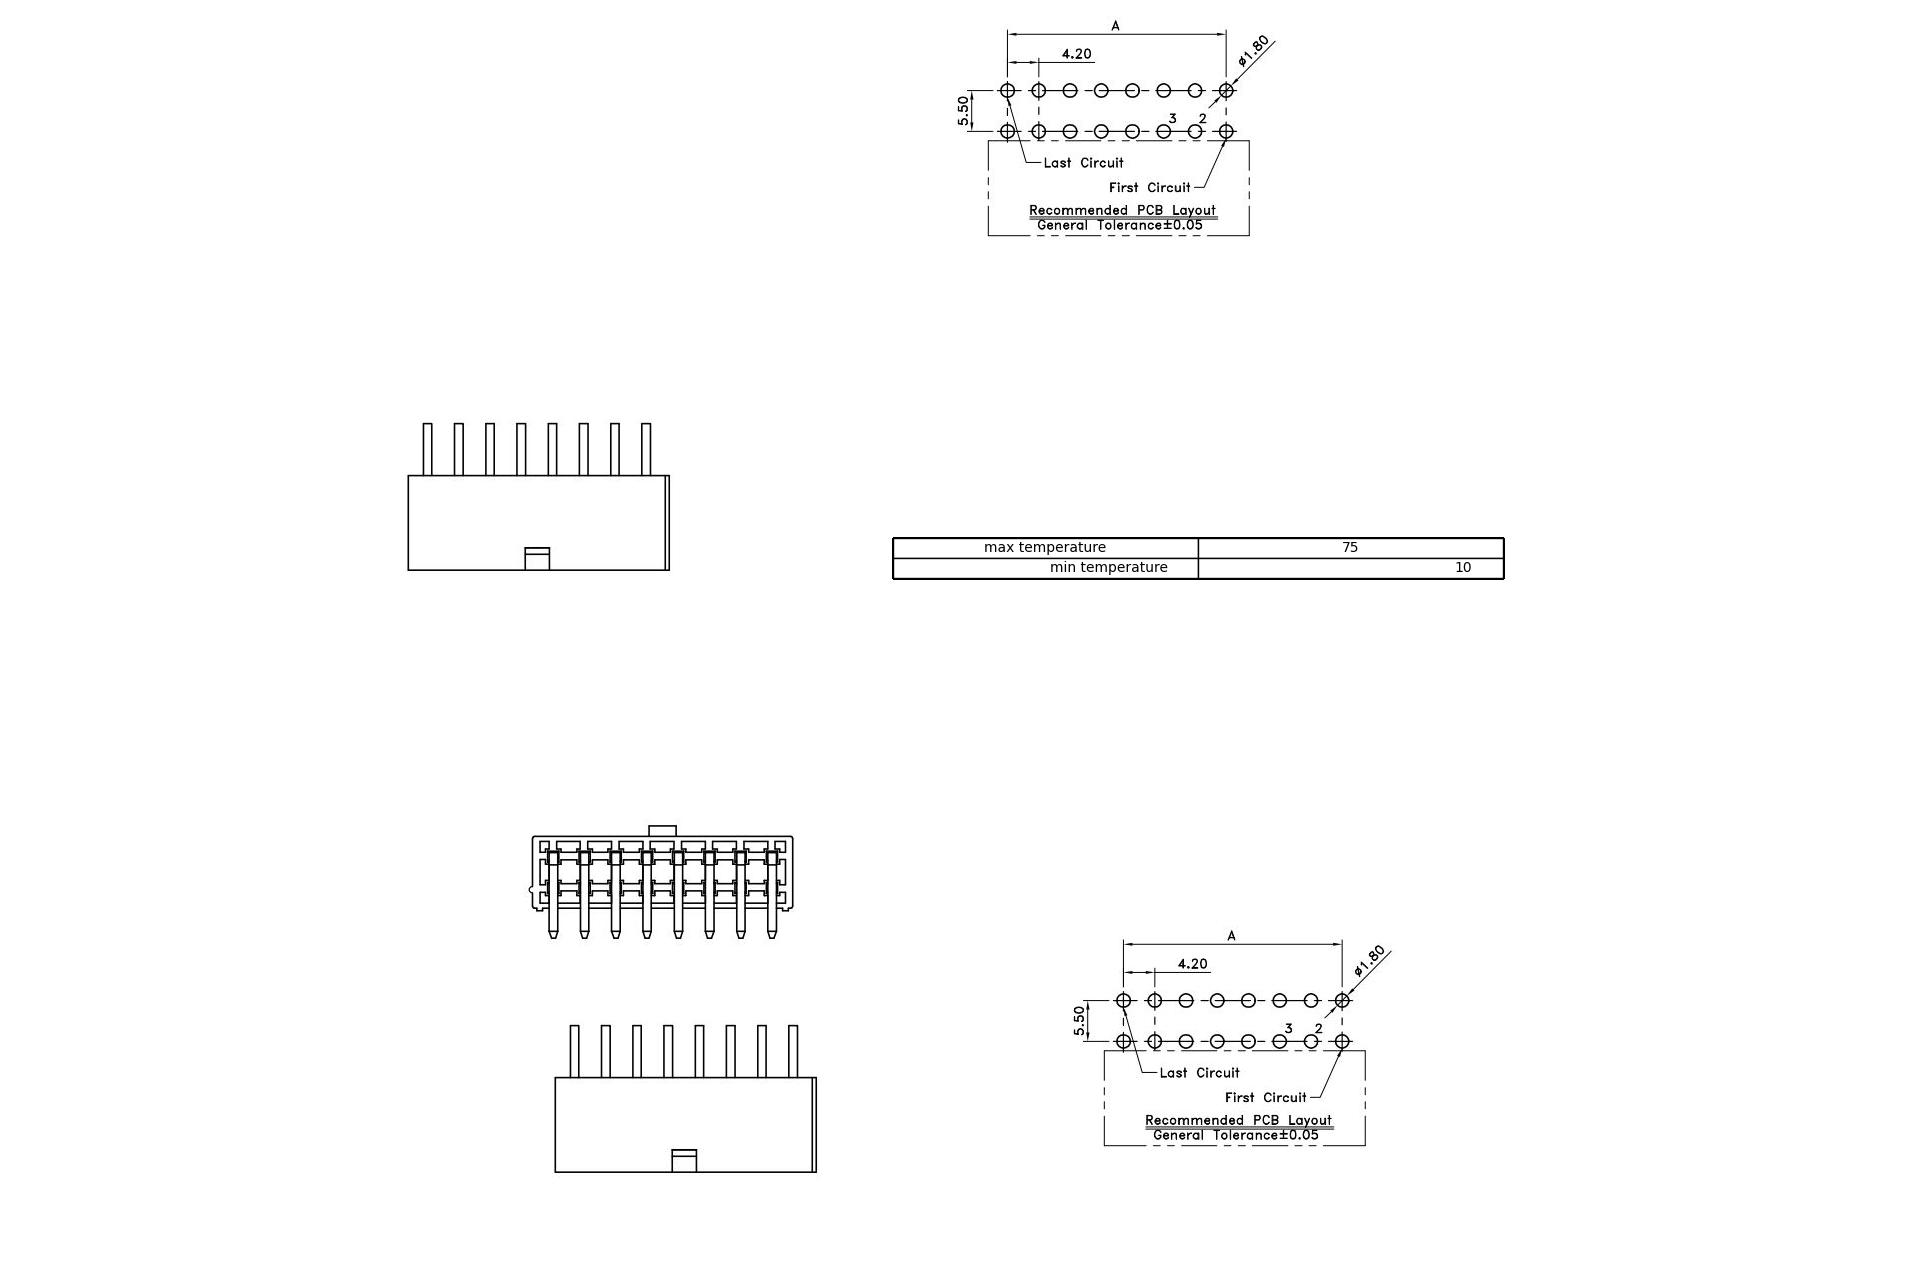 A
4.20
ø1.80
5.50
3 2
Last Circuit
First Circuit
Recommended PCB Layout
General Tolerance±0.05
max temperature 75
min temperature 10
A
4.20
ø1.80
5.50
3 2
Last Circuit
First Circuit
Recommended PCB Layout
General Tolerance±0.05